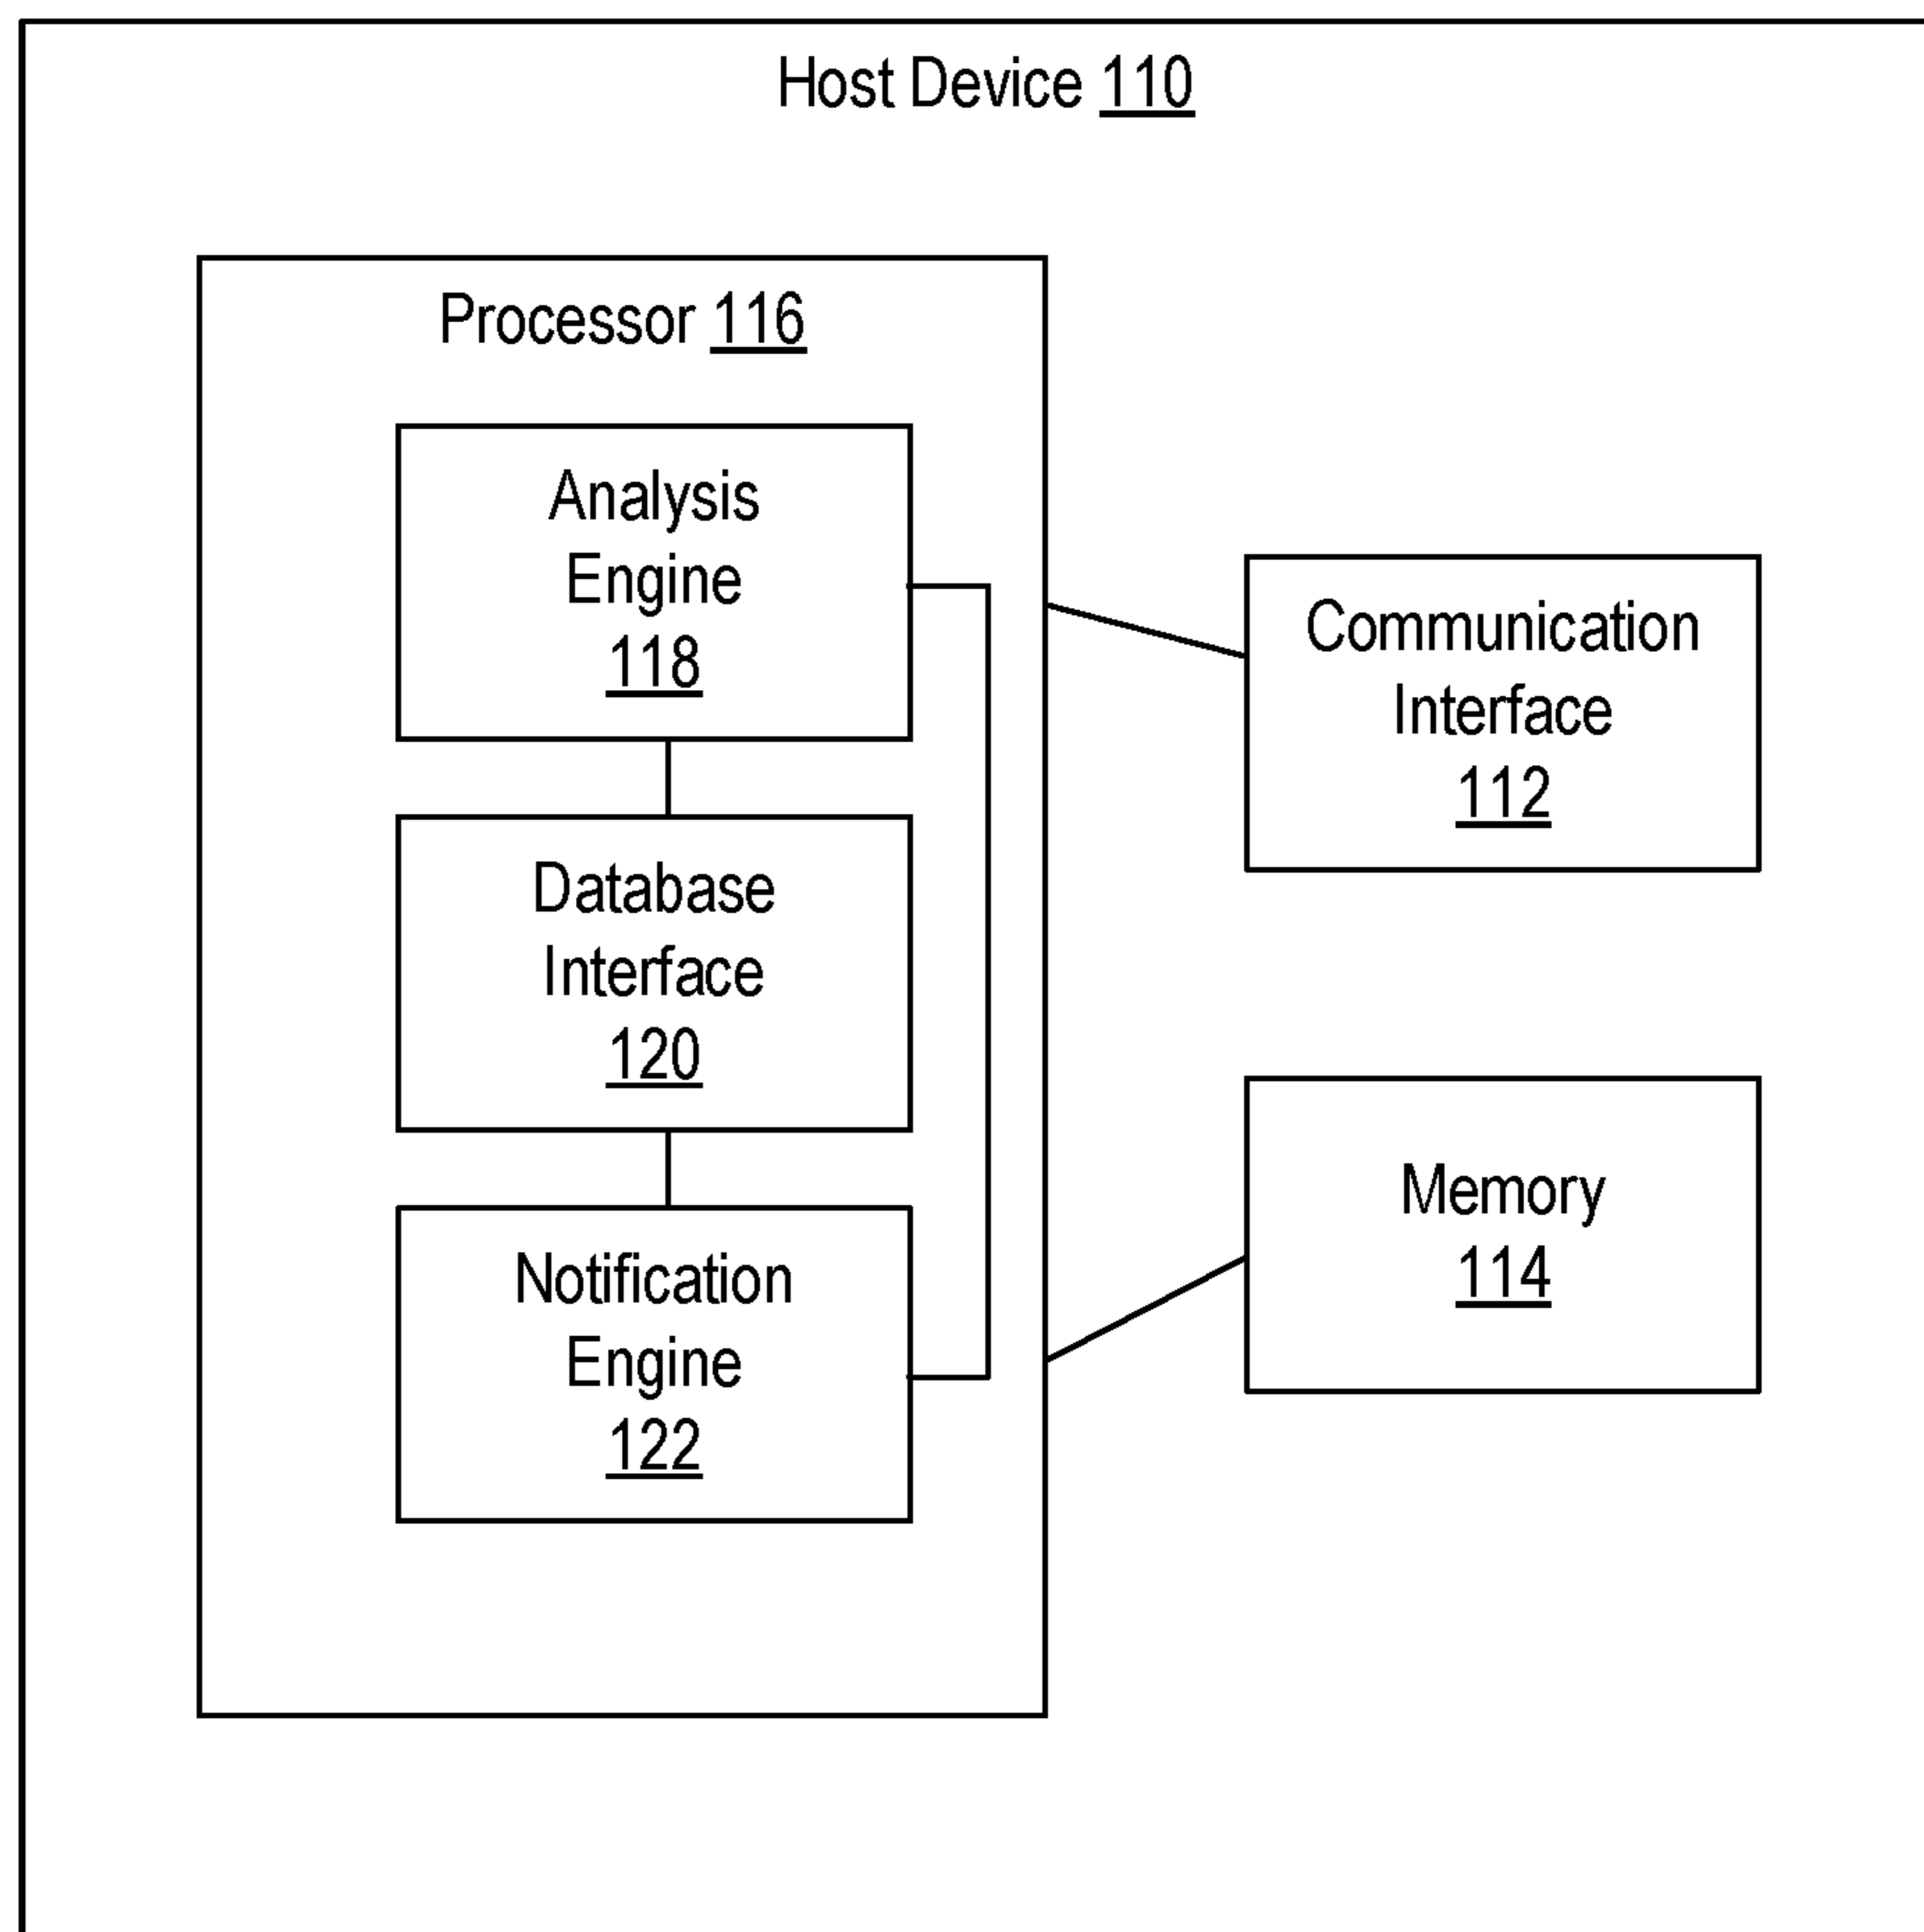 Host Device 110
Processor 116
Analysis
Engine
118
Database
Interface
120
Notification
Engine
122
Communication
Interface
112
Memory
114